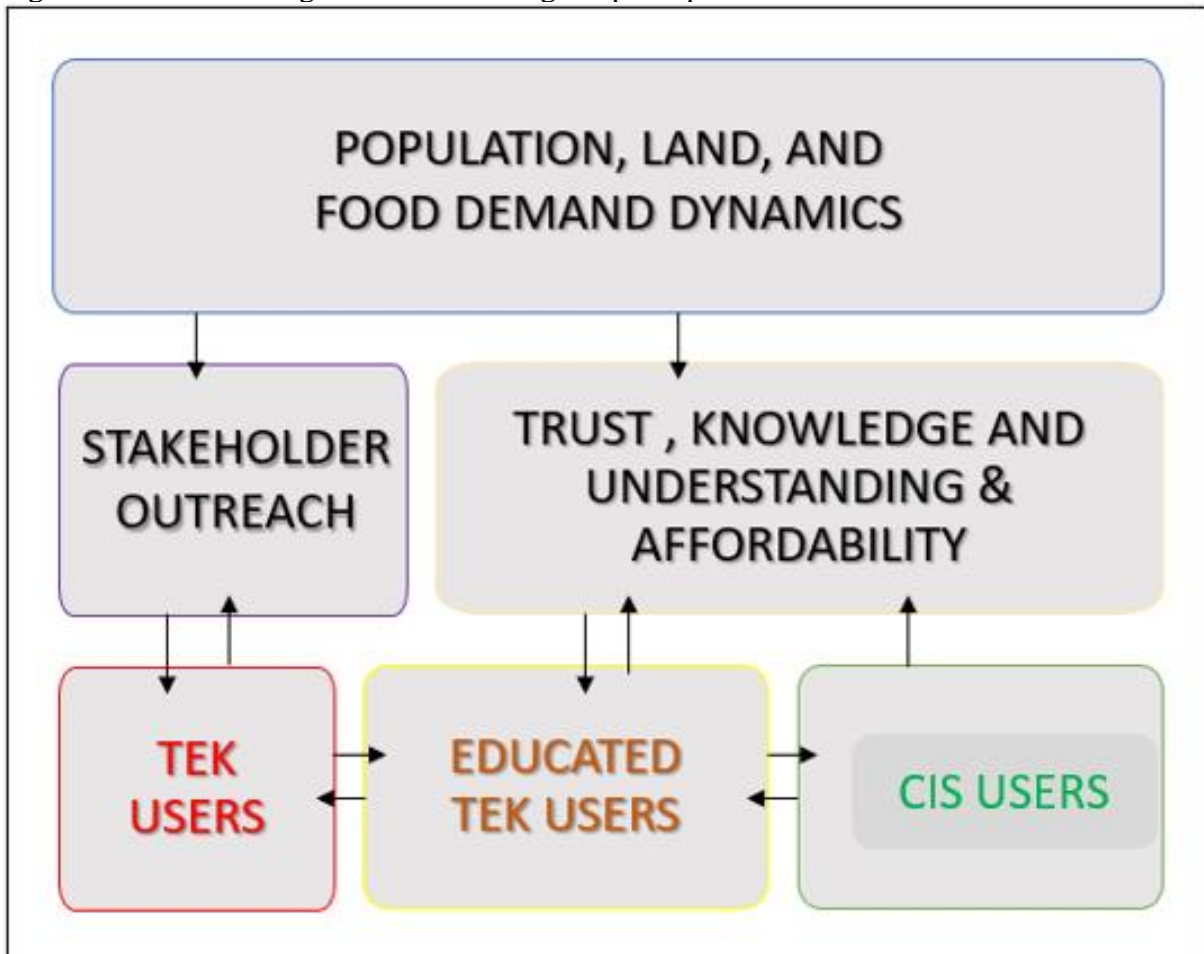 POPULATION, LAND, AND
FOOD DEMAND DYNAMICS
STAKEHOLDER
OUTREACH
TRUST , KNOWLEDGE AND
UNDERSTANDING &
AFFORDABILITY
TEK
USERS
EDUCATED
TEK USERS
CIS USERS